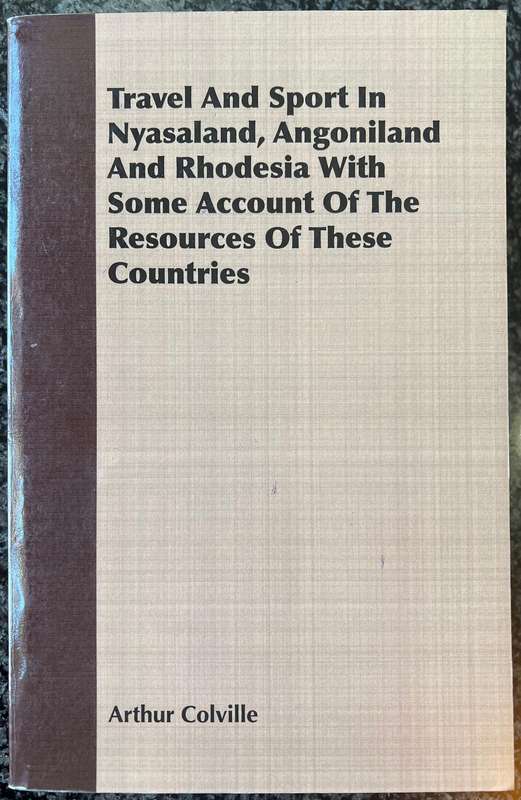 Travel And Sport In
Nyasaland, Angoniland
And Rhodesia With
Some Account Of The
Resources Of These
Countries
Arthur Colville